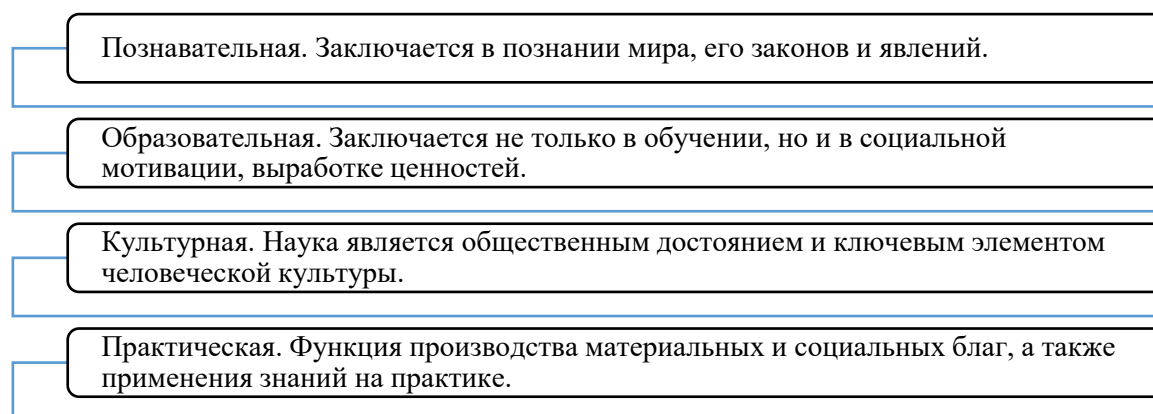 Познавательная. Заключается в познании мира, его законов и явлений.
Образовательная. Заключается не только в обучении, но и в социальной
мотивации, выработке ценностей.
Культурная. Наука является общественным достоянием и ключевым элементом
человеческой культуры.
Практическая. Функция производства материальных и социальных благ, а также
применения знаний на практике.